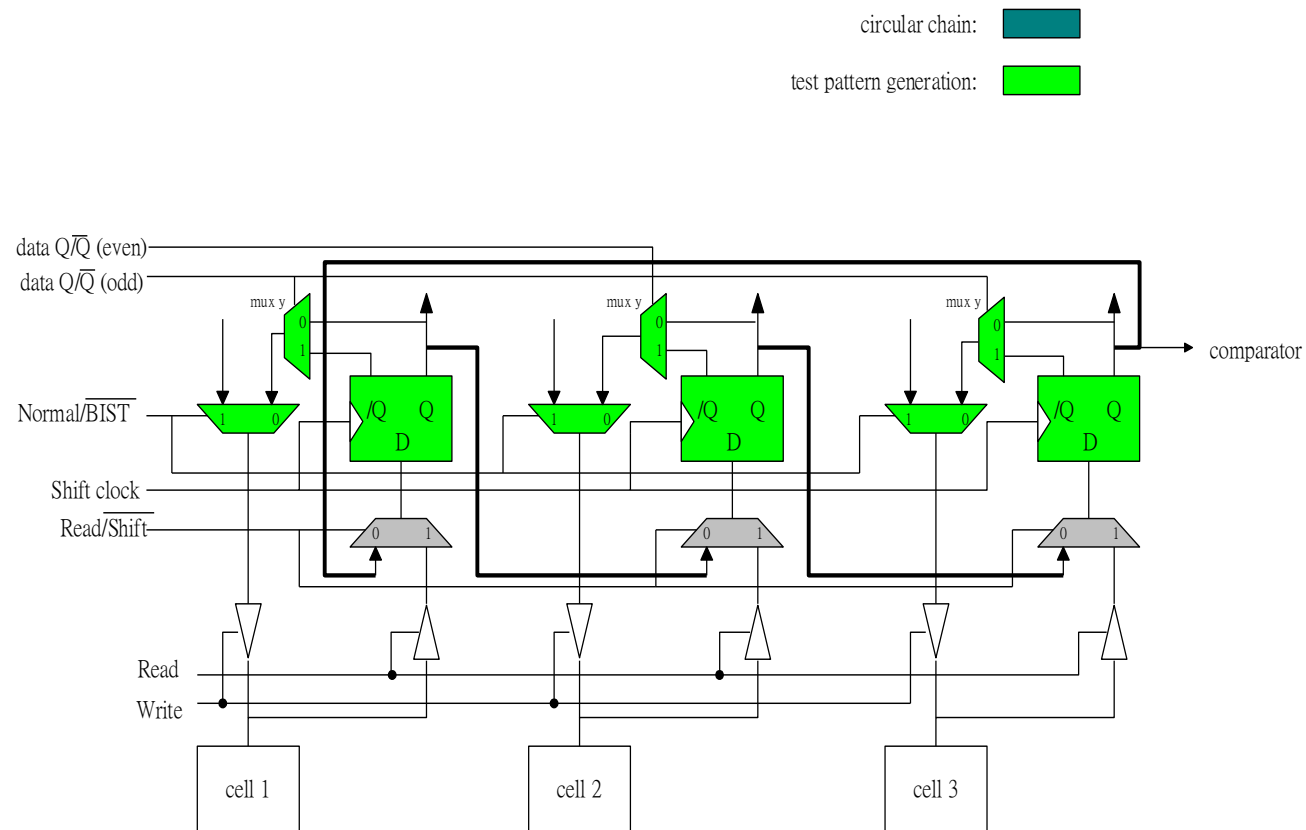 circular chain:
test pattern generation:
data Q/Q̅ (even)
data Q/Q̅ (odd)
mux y
mux y
mux y
0
0
0
1
1
1
comparator
Normal/B̅I̅S̅T̅
1 0
/Q Q
1 0
/Q Q
1 0
/Q Q
D
D
D
Shift clock
Read/S̅h̅i̅f̅t̅
0 1
0 1
0 1
Read
Write
cell 1
cell 2
cell 3